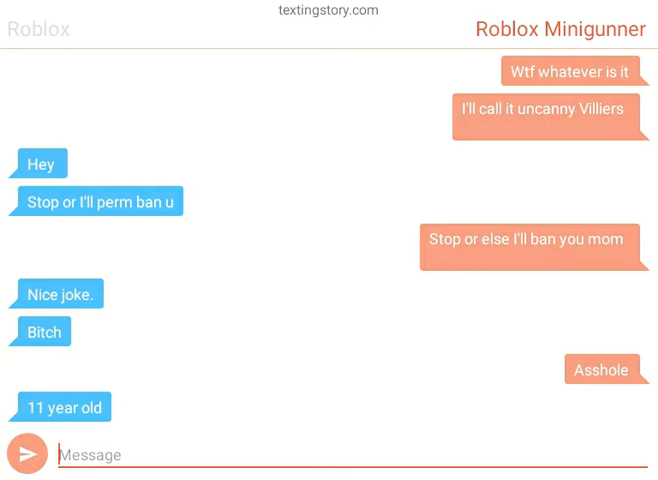 textingstory.com
Roblox
Roblox Minigunner
Wtf whatever is it
I'll call it uncanny Villiers
Hey
Stop or I'll perm ban u
Stop or else I'll ban you mom
Nice joke.
Bitch
Asshole
11 year old
Message